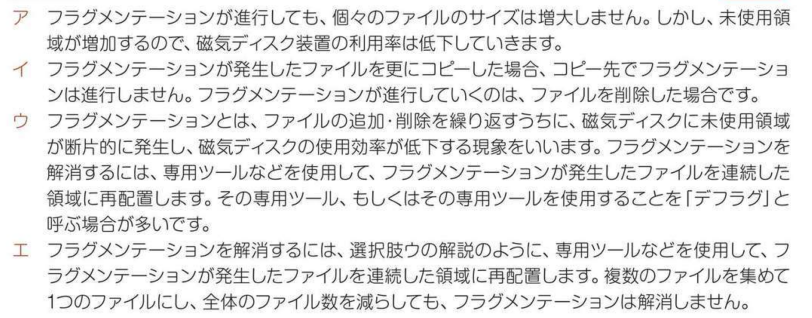 ア フラグメンテーションが進行しても、個々のファイルのサイズは増大しません。しかし、未使用領
域が増加するので、磁気ディスク装置の利用率は低下していきます。
イ フラグメンテーションが発生したファイルを更にコピーした場合、コピー先でフラグメンテーショ
ンは進行しません。フラグメンテーションが進行していくのは、ファイルを削除した場合です。
ウ フラグメンテーションとは、ファイルの追加・削除を繰り返すうちに、磁気ディスクに未使用領域
が断片的に発生し、磁気ディスクの使用効率が低下する現象をいいます。フラグメンテーションを
解消するには、専用ツールなどを使用して、フラグメンテーションが発生したファイルを連続した
領域に再配置します。その専用ツール、もしくはその専用ツールを使用することを「デフラグ」と
呼ぶ場合が多いです。
エ フラグメンテーションを解消するには、選択肢ウの解説のように、専用ツールなどを使用して、フ
ラグメンテーションが発生したファイルを連続した領域に再配置します。複数のファイルを集めて
1つのファイルにし、全体のファイル数を減らしても、フラグメンテーションは解消しません。